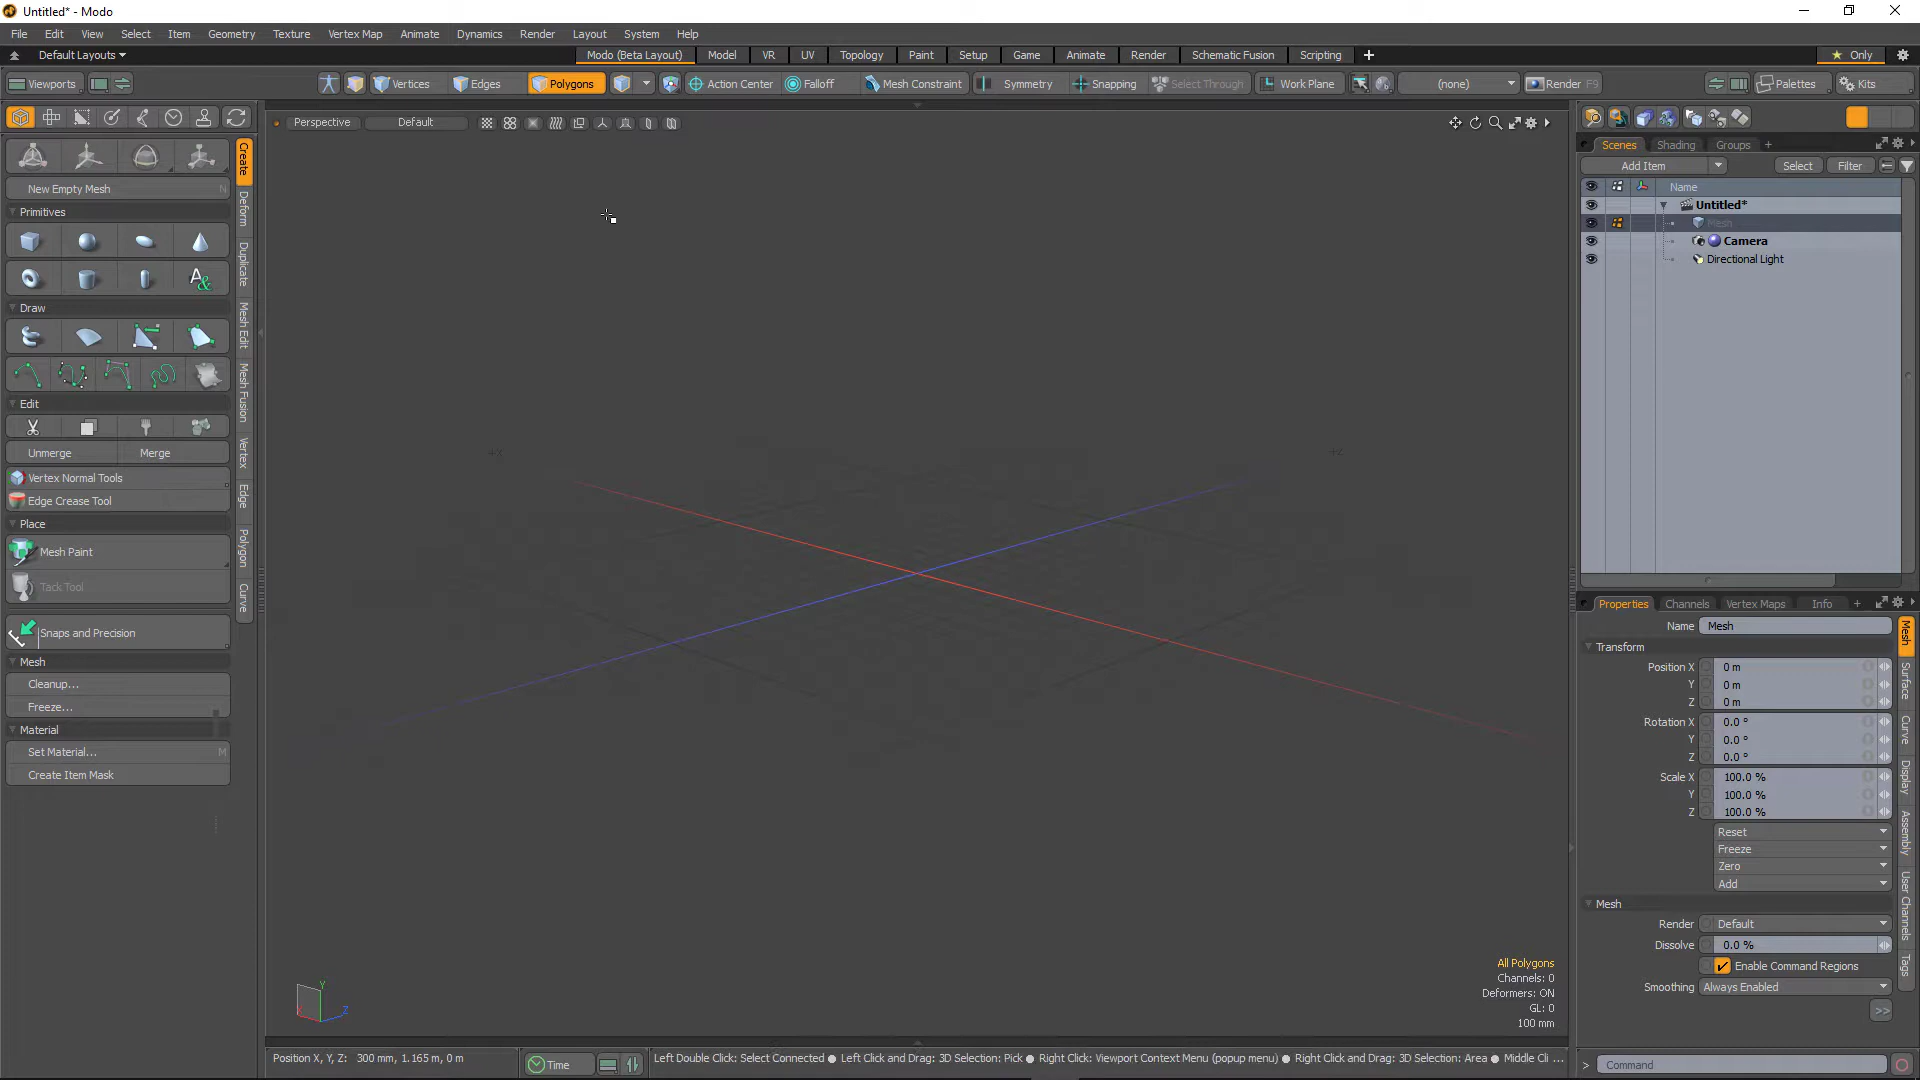 Untitled* - Modo
File Edit View Select Item Geometry Texture Vertex Map Animate Dynamics Render Layout System Help
Default Layouts Modo (Beta Layout) Model VR UV Topology Paint Setup Game Animate Render Schematic Fusion Scripting Only
Viewports Vertices Edges Polygons Action Center Falloff Mesh Constraint Symmetry Snapping Select Through Work Plane (none) Render F9 Palettes Kits
Perspective Default
New Empty Mesh N
Primitives
Draw
Edit
Unmerge Merge
Vertex Normal Tools
Edge Crease Tool
Place
Mesh Paint
Tack Tool
Snaps and Precision
Mesh
Cleanup...
Freeze...
Material
Set Material... M
Create Item Mask
Create
Deform
Duplicate
Mesh Edit
Mesh Fusion
Vertex
Edge
Polygon
Curve
+X
+Z
Y
X Z
All Polygons
Channels: 0
Deformers: ON
GL: 0
100 mm
Scenes Shading Groups
Add Item Select Filter
Name
Untitled*
Mesh
Camera
Directional Light
Properties Channels Vertex Maps Info
Name Mesh
Transform
Position X 0 m
Y 0 m
Z 0 m
Rotation X 0.0 °
Y 0.0 °
Z 0.0 °
Scale X 100.0 %
Y 100.0 %
Z 100.0 %
Reset
Freeze
Zero
Add
Mesh
Render Default
Dissolve 0.0 %
Enable Command Regions
Smoothing Always Enabled
>>
Mesh
Surface
Curve
Display
Assembly
User Channels
Tags
Position X, Y, Z: 300 mm, 1.165 m, 0 m Time Left Double Click: Select Connected ● Left Click and Drag: 3D Selection: Pick ● Right Click: Viewport Context Menu (popup menu) ● Right Click and Drag: 3D Selection: Area ● Middle Cli ... > Command